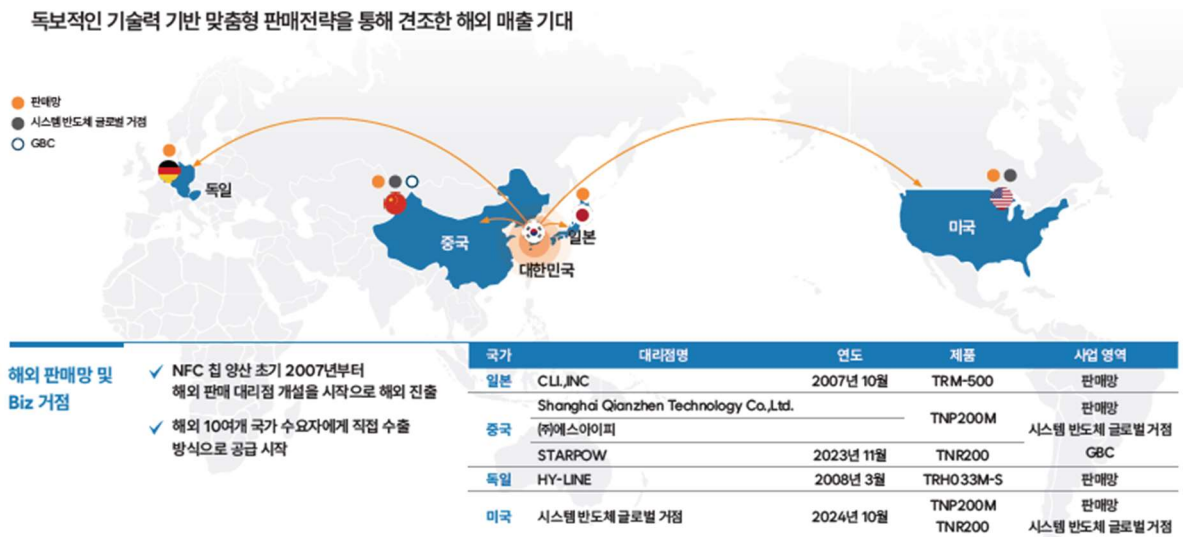 독보적인 기술력 기반 맞춤형 판매전략을 통해 견조한 해외 매출 기대
판매망
시스템 반도체 글로벌 거점
GBC
독일
중국
일본
대한민국
미국
해외 판매망 및
Biz 거점
NFC 칩 양산 초기 2007년부터
해외 판매 대리점 개설을 시작으로 해외 진출
해외 10여개 국가 수요자에게 직접 수출
방식으로 공급 시작
국가 대리점명 연도 제품 사업 영역
일본 CLI.,INC 2007년 10월 TRM-500 판매망
중국 Shanghai Qianzhen Technology Co.,Ltd. TNP200M 판매망
㈜에스아이피 시스템 반도체 글로벌 거점
STARPOW 2023년 11월 TNR200 GBC
독일 HY-LINE 2008년 3월 TRH033M-S 판매망
미국 시스템 반도체 글로벌 거점 2024년 10월 TNP200M 판매망
TNR200 시스템 반도체 글로벌 거점